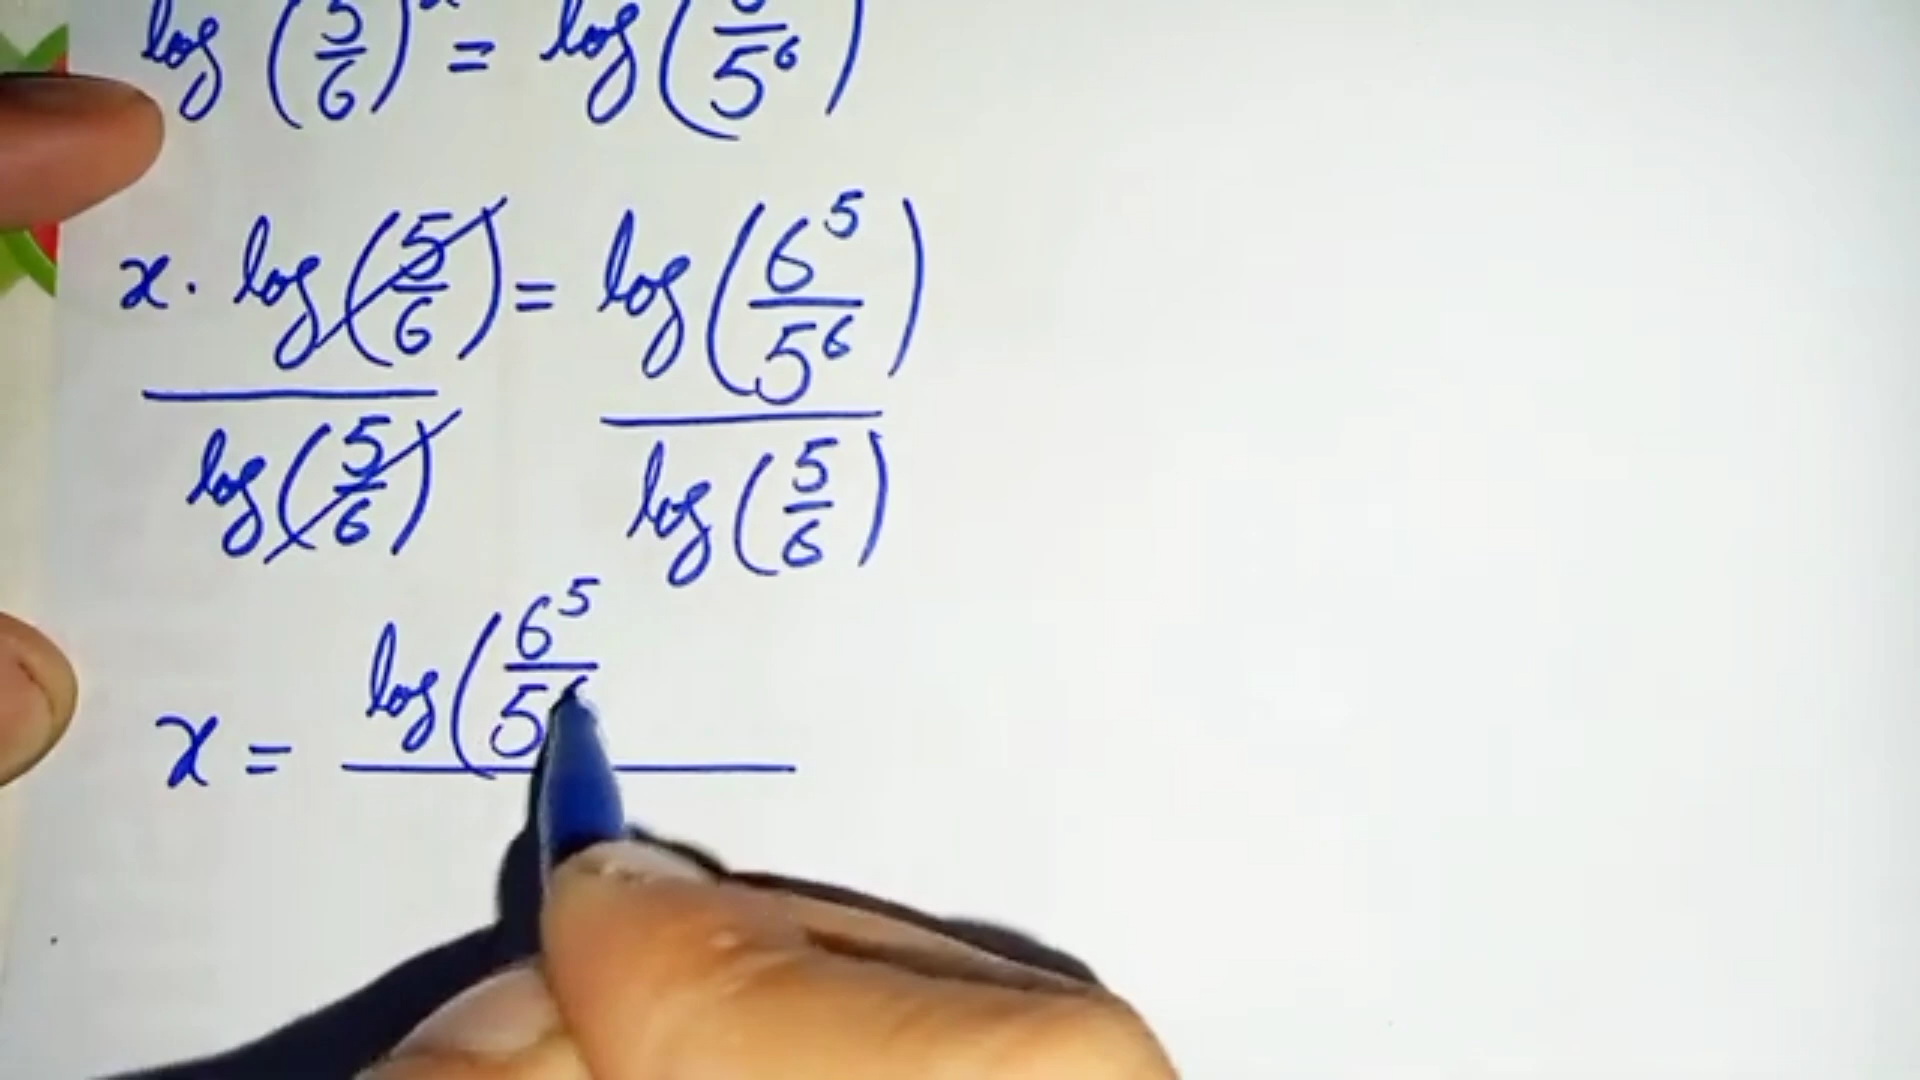 log (5/6)^x = log (6^5/5^6)
x . log (5/6) = log (6^5/5^6)
log (5/6) log (5/6)
x = log (6^5/5^6